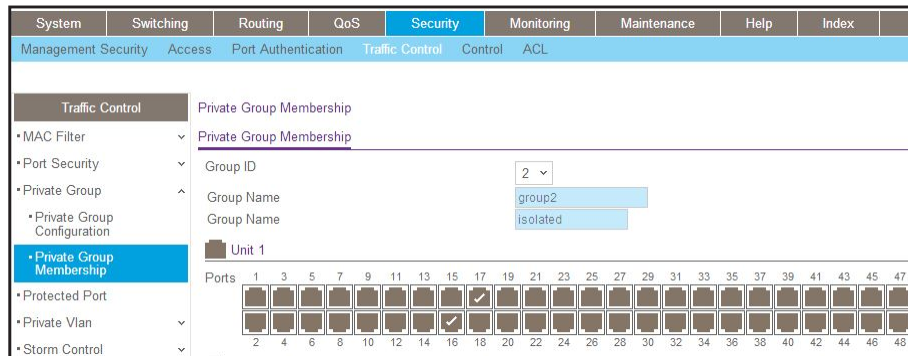 System Switching Routing QoS Security Monitoring Maintenance Help Index
Management Security Access Port Authentication Traffic Control Control ACL
Traffic Control
MAC Filter
Port Security
Private Group
Private Group
Configuration
Private Group
Membership
Protected Port
Private Vlan
Storm Control
Private Group Membership
Private Group Membership
Group ID 2
Group Name group2
Group Name isolated
Unit 1
Ports 1 3 5 7 9 11 13 15 17 19 21 23 25 27 29 31 33 35 37 39 41 43 45 47
2 4 6 8 10 12 14 16 18 20 22 24 26 28 30 32 34 36 38 40 42 44 46 48